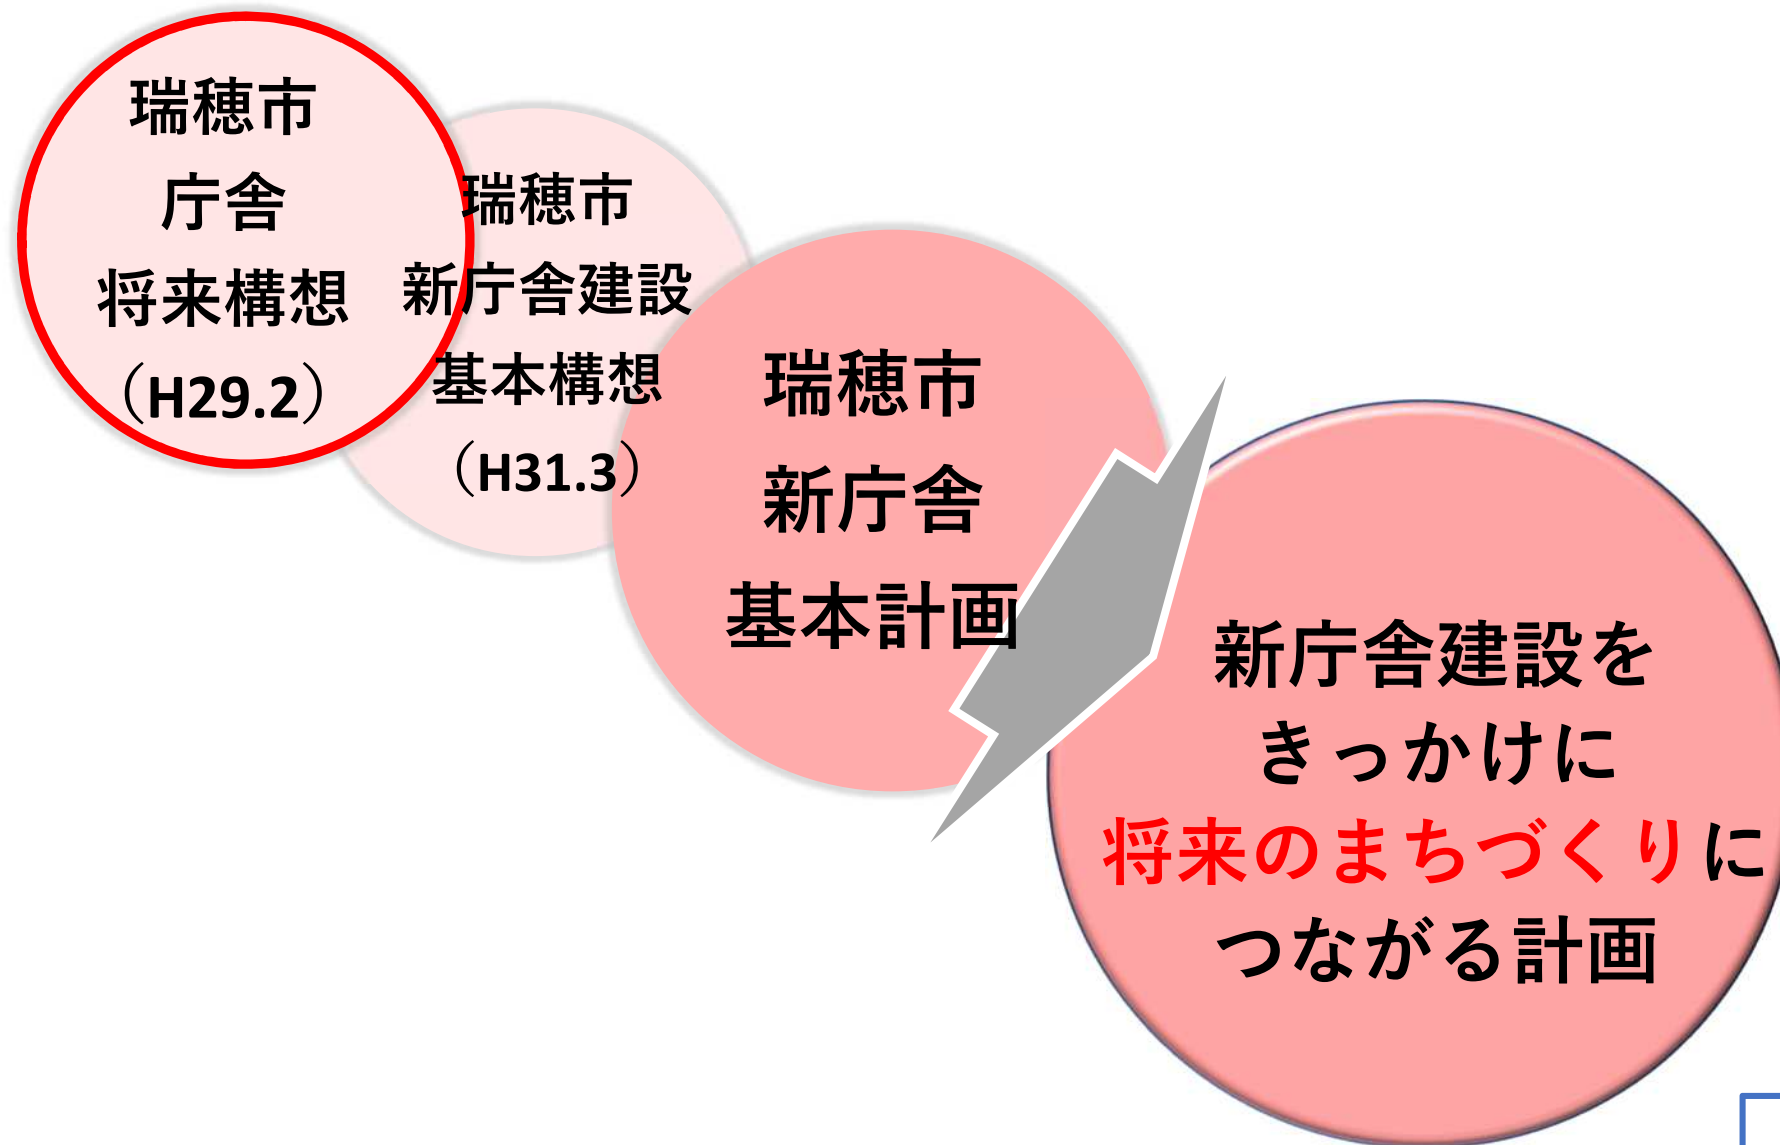 瑞穂市
庁舎
将来構想
（H29.2）
瑞穂市
新庁舎建設
基本構想
（H31.3）
瑞穂市
新庁舎
基本計画
新庁舎建設を
きっかけに
将来のまちづくりに
つながる計画